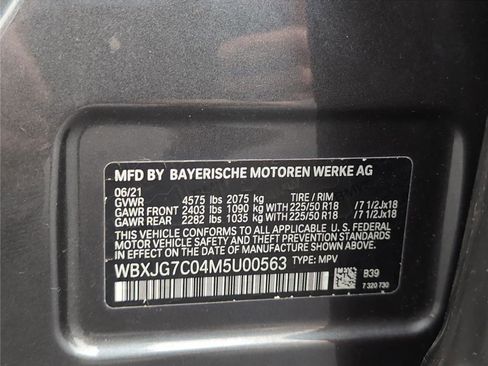 MFD BY BAYERISCHE MOTOREN WERKE AG
06/21
GVWR 4575 lbs 2075 kg TIRE / RIM
GAWR FRONT 2403 lbs 1090 kg WITH 225/50 R18 /7 1/2Jx18
GAWR REAR 2282 lbs 1035 kg WITH 225/50 R18 /7 1/2Jx18
THIS VEHICLE CONFORMS TO ALL APPLICABLE U.S. FEDERAL
MOTOR VEHICLE SAFETY, BUMPER, AND THEFT PREVENTION
STANDARDS IN EFFECT ON THE DATE OF
MANUFACTURE SHOWN ABOVE.
WBXJG7C04M5U00563 TYPE: MPV
B39
7 320 730